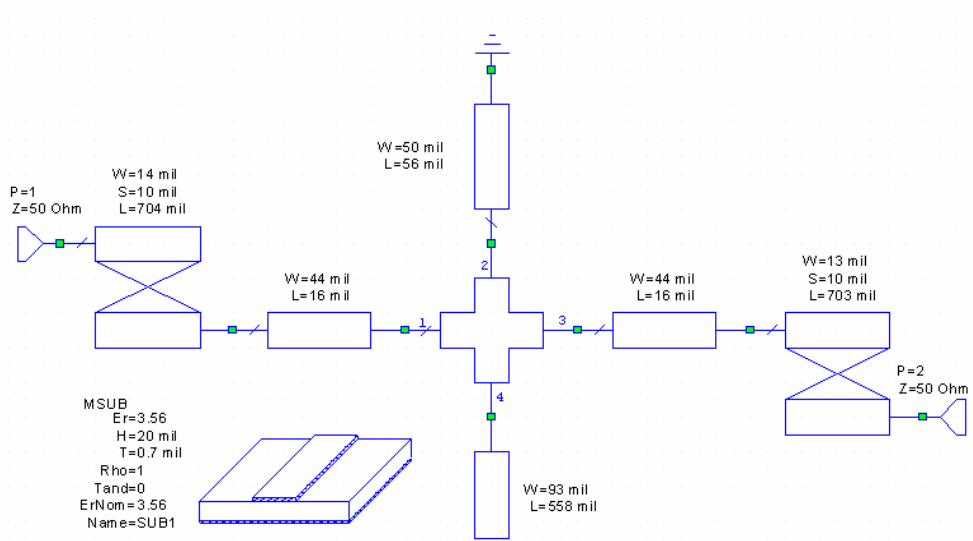 W=50 mil
L=56 mil
W=14 mil
S=10 mil
L=704 mil
P=1
Z=50 Ohm
2
W=44 mil
L=16 mil
1
3
W=44 mil
L=16 mil
W=13 mil
S=10 mil
L=703 mil
P=2
Z=50 Ohm
4
MSUB
Er=3.56
H=20 mil
T=0.7 mil
Rho=1
Tand=0
ErNom=3.56
Name=SUB1
W=93 mil
L=558 mil